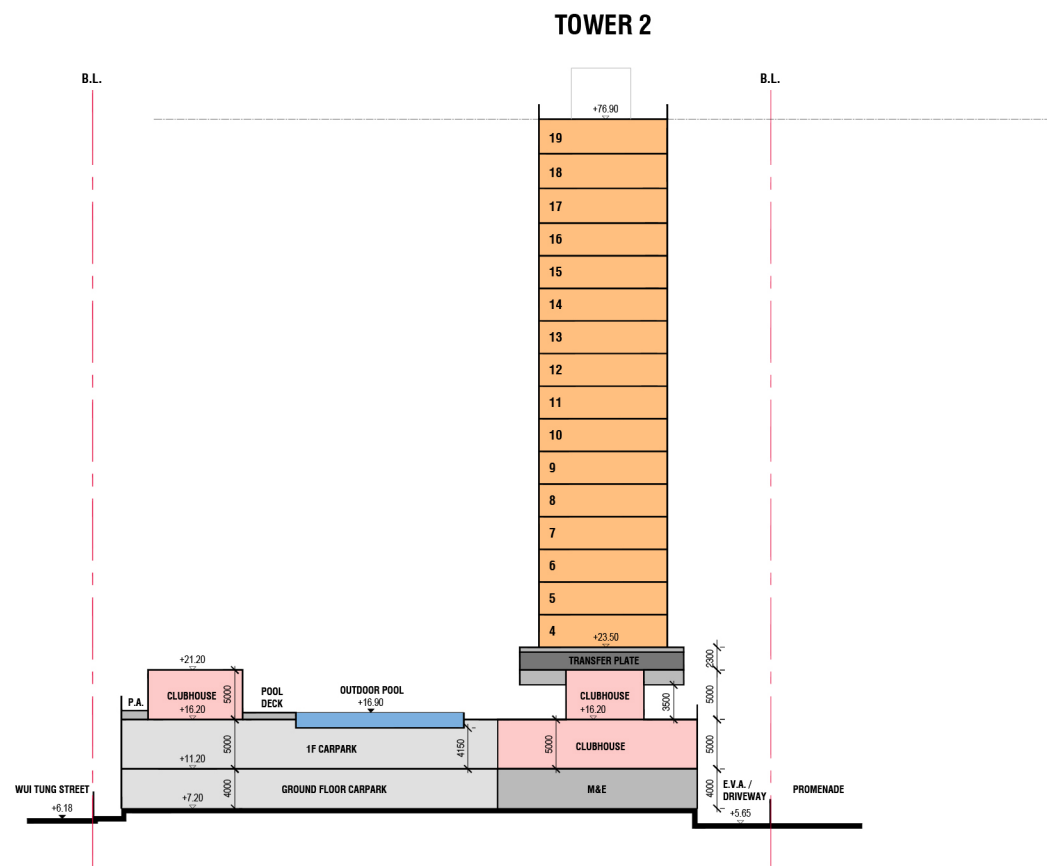 TOWER 2
B.L.
B.L.
+76.90
19
18
17
16
15
14
13
12
11
10
9
8
7
6
5
4
+23.50
TRANSFER PLATE
2300
+21.20
CLUBHOUSE
5000
+16.20
P.A.
POOL
DECK
OUTDOOR POOL
+16.90
CLUBHOUSE
+16.20
3500
5000
1F CARPARK
5000
4150
5000
CLUBHOUSE
5000
+11.20
GROUND FLOOR CARPARK
4000
+7.20
M&E
4000
WUI TUNG STREET
+6.18
E.V.A. /
DRIVEWAY
+5.65
PROMENADE